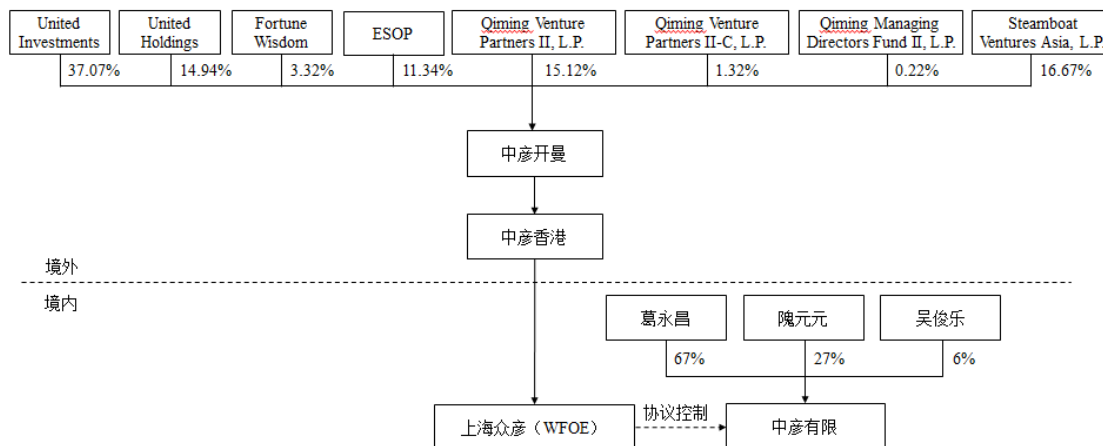 United
Investments
United
Holdings
Fortune
Wisdom
ESOP
Qiming Venture
Partners II, L.P.
Qiming Venture
Partners II-C, L.P.
Qiming Managing
Directors Fund II, L.P.
Steamboat
Ventures Asia, L.P.
37.07%
14.94%
3.32%
11.34%
15.12%
1.32%
0.22%
16.67%
中彦开曼
中彦香港
境外
境内
葛永昌
隗元元
吴俊乐
67%
27%
6%
上海众彦（WFOE）
协议控制
中彦有限